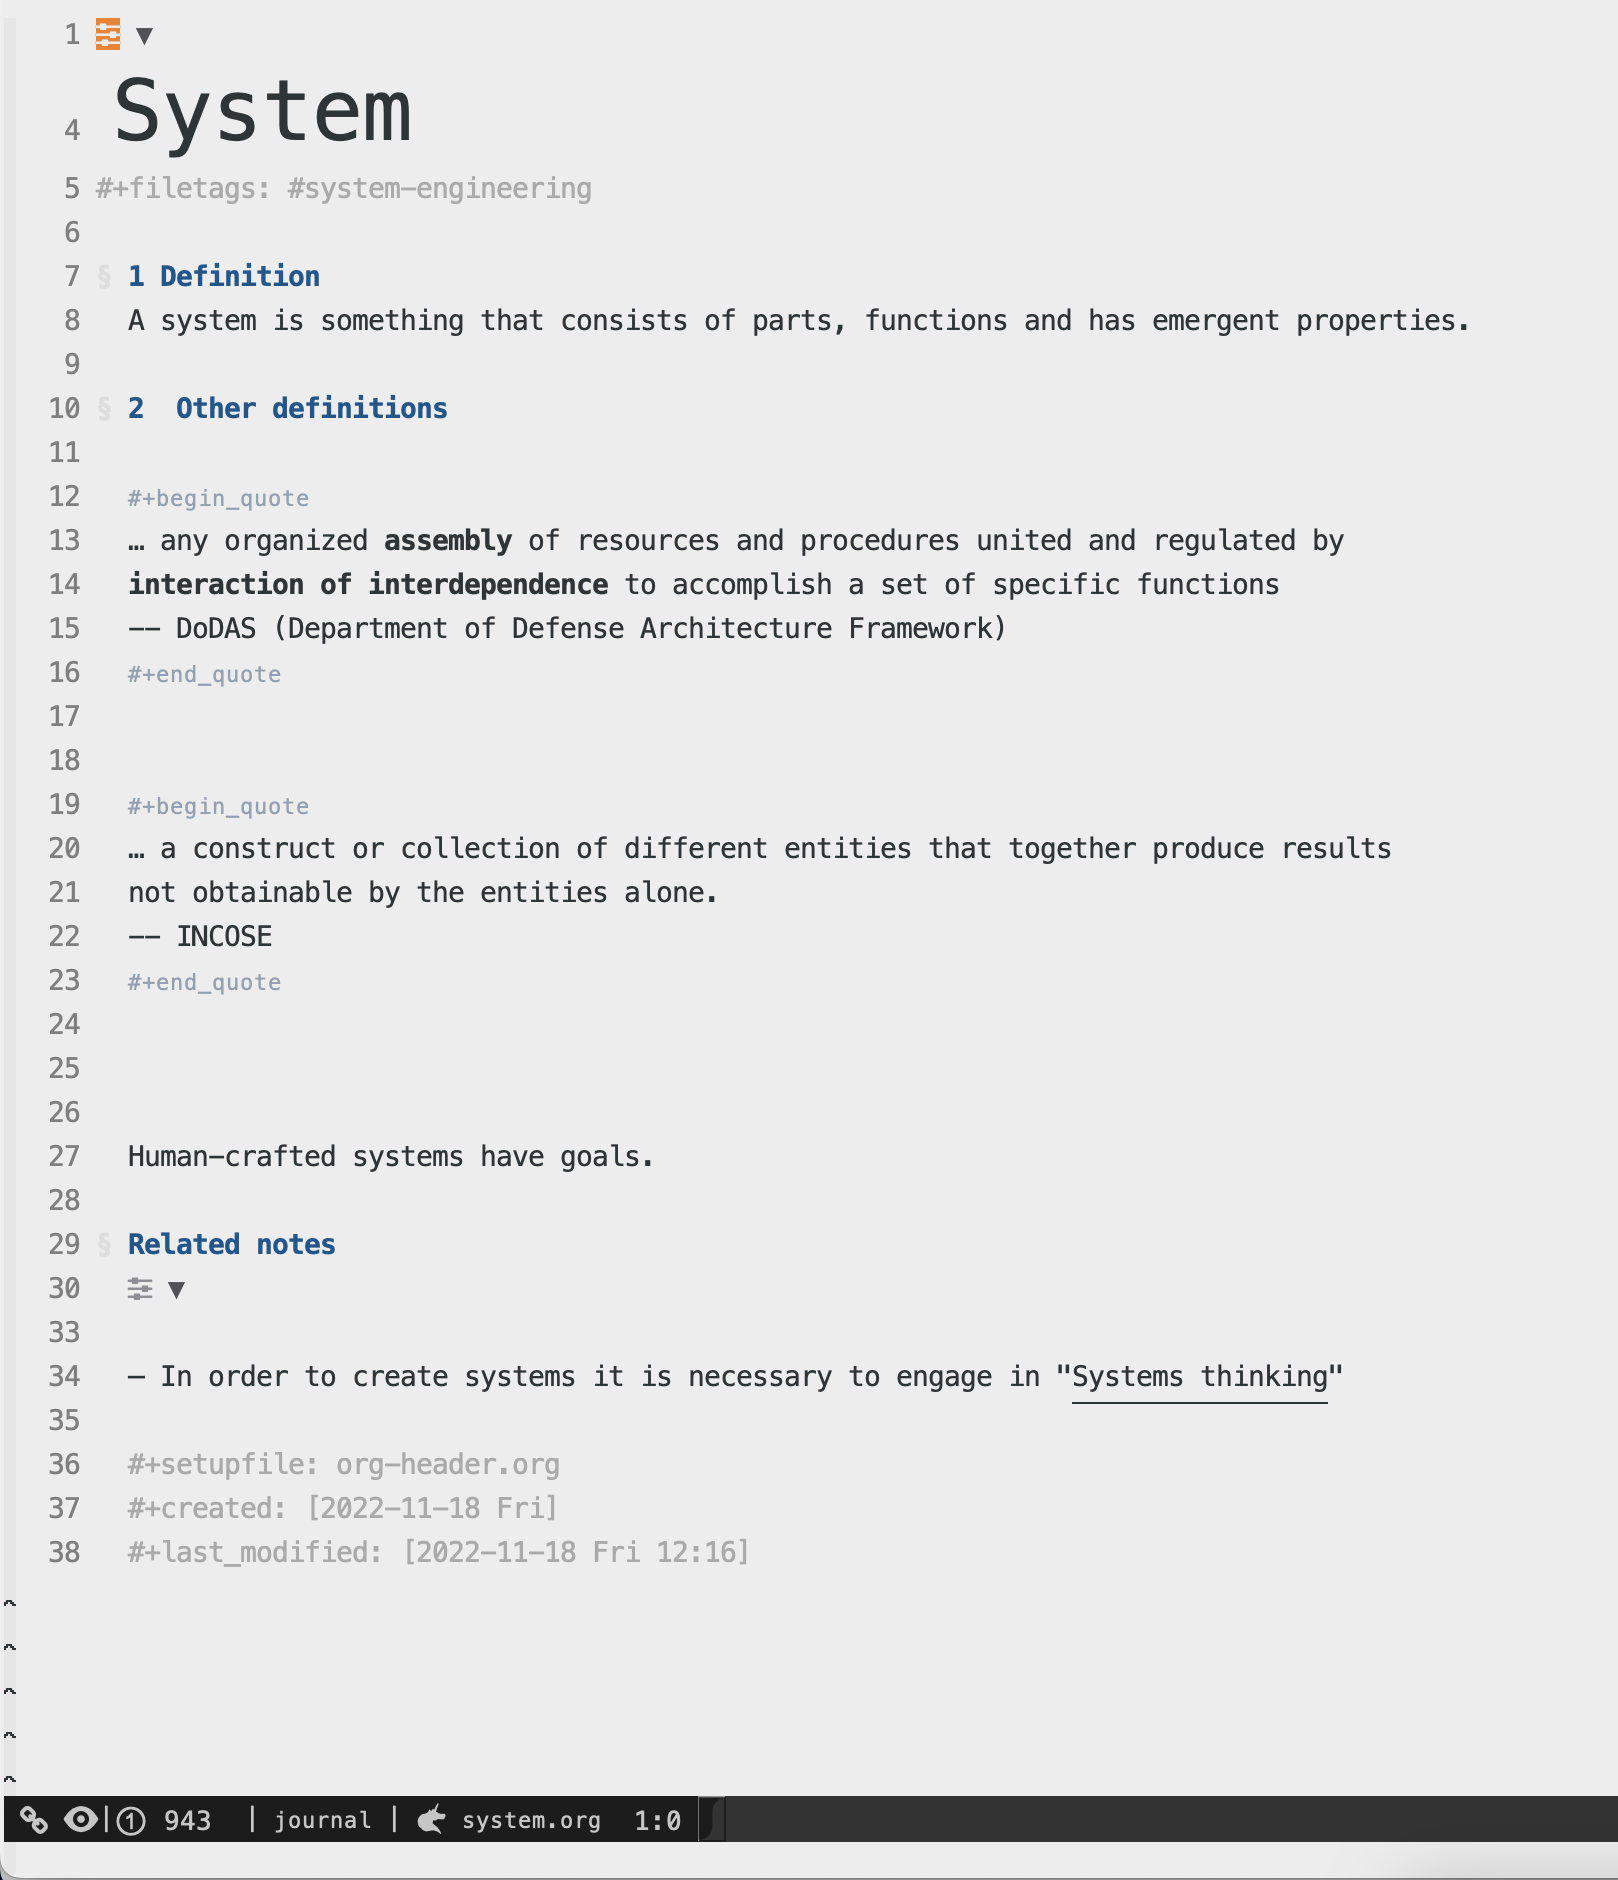 1 ▼
4 System
5 #+filetags: #system-engineering
6
7 § 1 Definition
8 A system is something that consists of parts, functions and has emergent properties.
9
10 § 2  Other definitions
11
12 #+begin_quote
13 … any organized assembly of resources and procedures united and regulated by
14 interaction of interdependence to accomplish a set of specific functions
15 -- DoDAS (Department of Defense Architecture Framework)
16 #+end_quote
17
18
19 #+begin_quote
20 … a construct or collection of different entities that together produce results
21 not obtainable by the entities alone.
22 -- INCOSE
23 #+end_quote
24
25
26
27 Human-crafted systems have goals.
28
29 § Related notes
30 ▼
33
34 - In order to create systems it is necessary to engage in "Systems thinking"
35
36 #+setupfile: org-header.org
37 #+created: [2022-11-18 Fri]
38 #+last_modified: [2022-11-18 Fri 12:16]
~
~
~
~
~
| ① 943 | journal | system.org 1:0